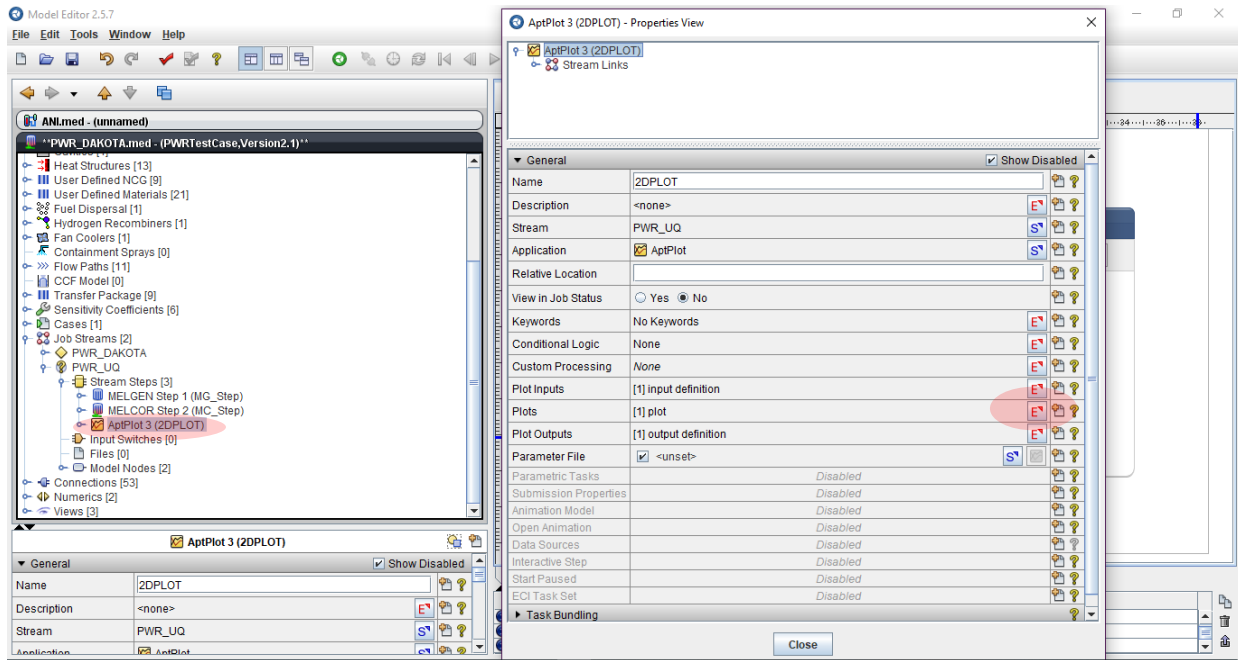 Model Editor 2.5.7
File Edit Tools Window Help
ANI.med - (unnamed)
**PWR_DAKOTA.med - (PWRTestCase,Version2.1)**
Heat Structures [13]
User Defined NCG [9]
User Defined Materials [21]
Fuel Dispersal [1]
Hydrogen Recombiners [1]
Fan Coolers [1]
Containment Sprays [0]
Flow Paths [11]
CCF Model [0]
Transfer Package [9]
Sensitivity Coefficients [6]
Cases [1]
Job Streams [2]
PWR_DAKOTA
PWR_UQ
Stream Steps [3]
MELGEN Step 1 (MG_Step)
MELCOR Step 2 (MC_Step)
AptPlot 3 (2DPLOT)
Input Switches [0]
Files [0]
Model Nodes [2]
Connections [53]
Numerics [2]
Views [3]
AptPlot 3 (2DPLOT)
General
Show Disabled
Name 2DPLOT
Description <none>
Stream PWR_UQ
Application AptPlot
AptPlot 3 (2DPLOT) - Properties View
AptPlot 3 (2DPLOT)
Stream Links
General
Show Disabled
Name 2DPLOT
Description <none>
Stream PWR_UQ
Application AptPlot
Relative Location
View in Job Status Yes No
Keywords No Keywords
Conditional Logic None
Custom Processing None
Plot Inputs [1] input definition
Plots [1] plot
Plot Outputs [1] output definition
Parameter File <unset>
Parametric Tasks Disabled
Submission Properties Disabled
Animation Model Disabled
Open Animation Disabled
Data Sources Disabled
Interactive Step Disabled
Start Paused Disabled
ECI Task Set Disabled
Task Bundling
Close